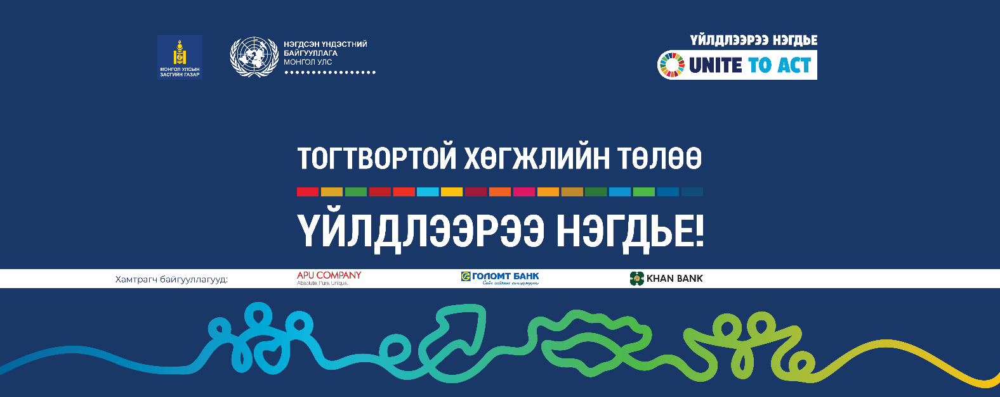 МОНГОЛ УЛСЫН
ЗАСГИЙН ГАЗАР
НЭГДСЭН ҮНДЭСТНИЙ
БАЙГУУЛЛАГА
МОНГОЛ УЛС
ҮЙЛДЛЭЭРЭЭ НЭГДЬЕ
UNITE TO ACT
ТОГТВОРТОЙ ХӨГЖЛИЙН ТӨЛӨӨ
ҮЙЛДЛЭЭРЭЭ НЭГДЬЕ!
Хамтрагч байгууллагууд:
APU COMPANY
Absolute. Pure. Unique.
ГОЛОМТ БАНК
KHAN BANK